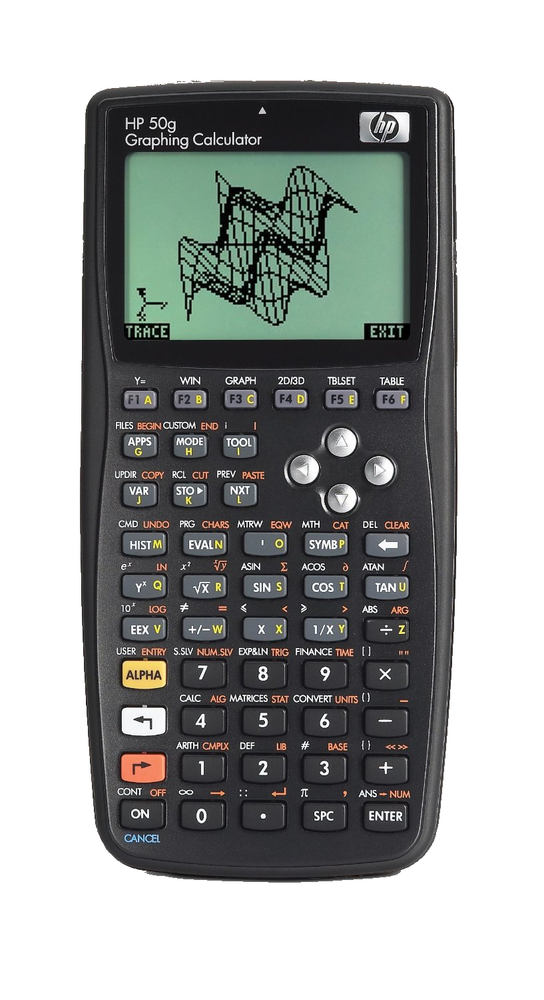 HP 50g
Graphing Calculator
hp
TRACE EXIT
Y= WIN GRAPH 2D/3D TBLSET TABLE
F1 A F2 B F3 C F4 D F5 E F6 F
FILES BEGIN CUSTOM END i |
APPS G MODE H TOOL I
UPDIR COPY RCL CUT PREV PASTE
VAR J STO▶ K NXT L
CMD UNDO PRG CHARS MTRW EQW MTH CAT DEL CLEAR
HIST M EVAL N ' O SYMB P ←
eˣ LN x² ˣ√y ASIN Σ ACOS ∂ ATAN ∫
Yˣ Q √X R SIN S COS T TAN U
10ˣ LOG ≠ = ≤ < ≥ > ABS ARG
EEX V +/− W X X 1/X Y ÷ Z
USER ENTRY S.SLV NUM.SLV EXP&LN TRIG FINANCE TIME [ ] " "
ALPHA 7 8 9 ×
CALC ALG MATRICES STAT CONVERT UNITS ( ) _
4 5 6 −
ARITH CMPLX DEF LIB # BASE { } << >>
1 2 3 +
CONT OFF ∞ → : : ↵ π , ANS → NUM
ON 0 . SPC ENTER
CANCEL